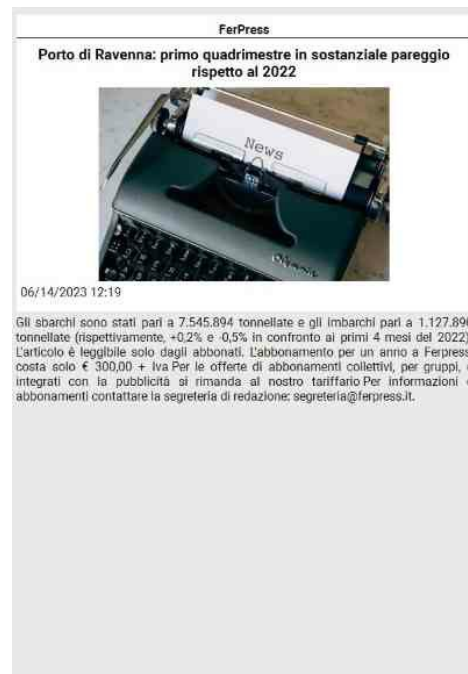 FerPress
Porto di Ravenna: primo quadrimestre in sostanziale pareggio
rispetto al 2022
News
Olympia
06/14/2023 12:19
Gli sbarchi sono stati pari a 7.545.894 tonnellate e gli imbarchi pari a 1.127.890
tonnellate (rispettivamente, +0,2% e -0,5% in confronto ai primi 4 mesi del 2022)
L'articolo è leggibile solo dagli abbonati. L'abbonamento per un anno a Ferpress
costa solo € 300,00 + Iva Per le offerte di abbonamenti collettivi, per gruppi,
integrati con la pubblicità si rimanda al nostro tariffario Per informazioni
abbonamenti contattare la segreteria di redazione: segreteria@ferpress.it.